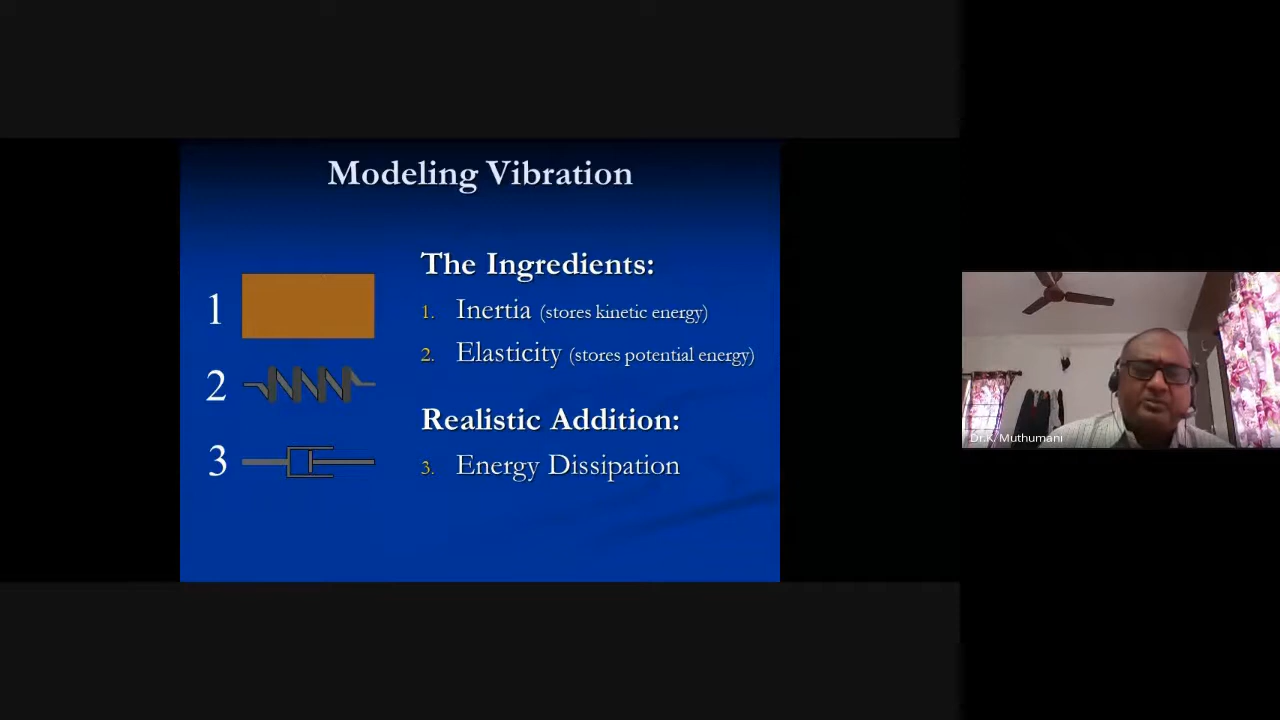 Modeling Vibration
The Ingredients:
1
1. Inertia (stores kinetic energy)
2
2. Elasticity (stores potential energy)
Realistic Addition:
3
3. Energy Dissipation
Dr.K. Muthumani